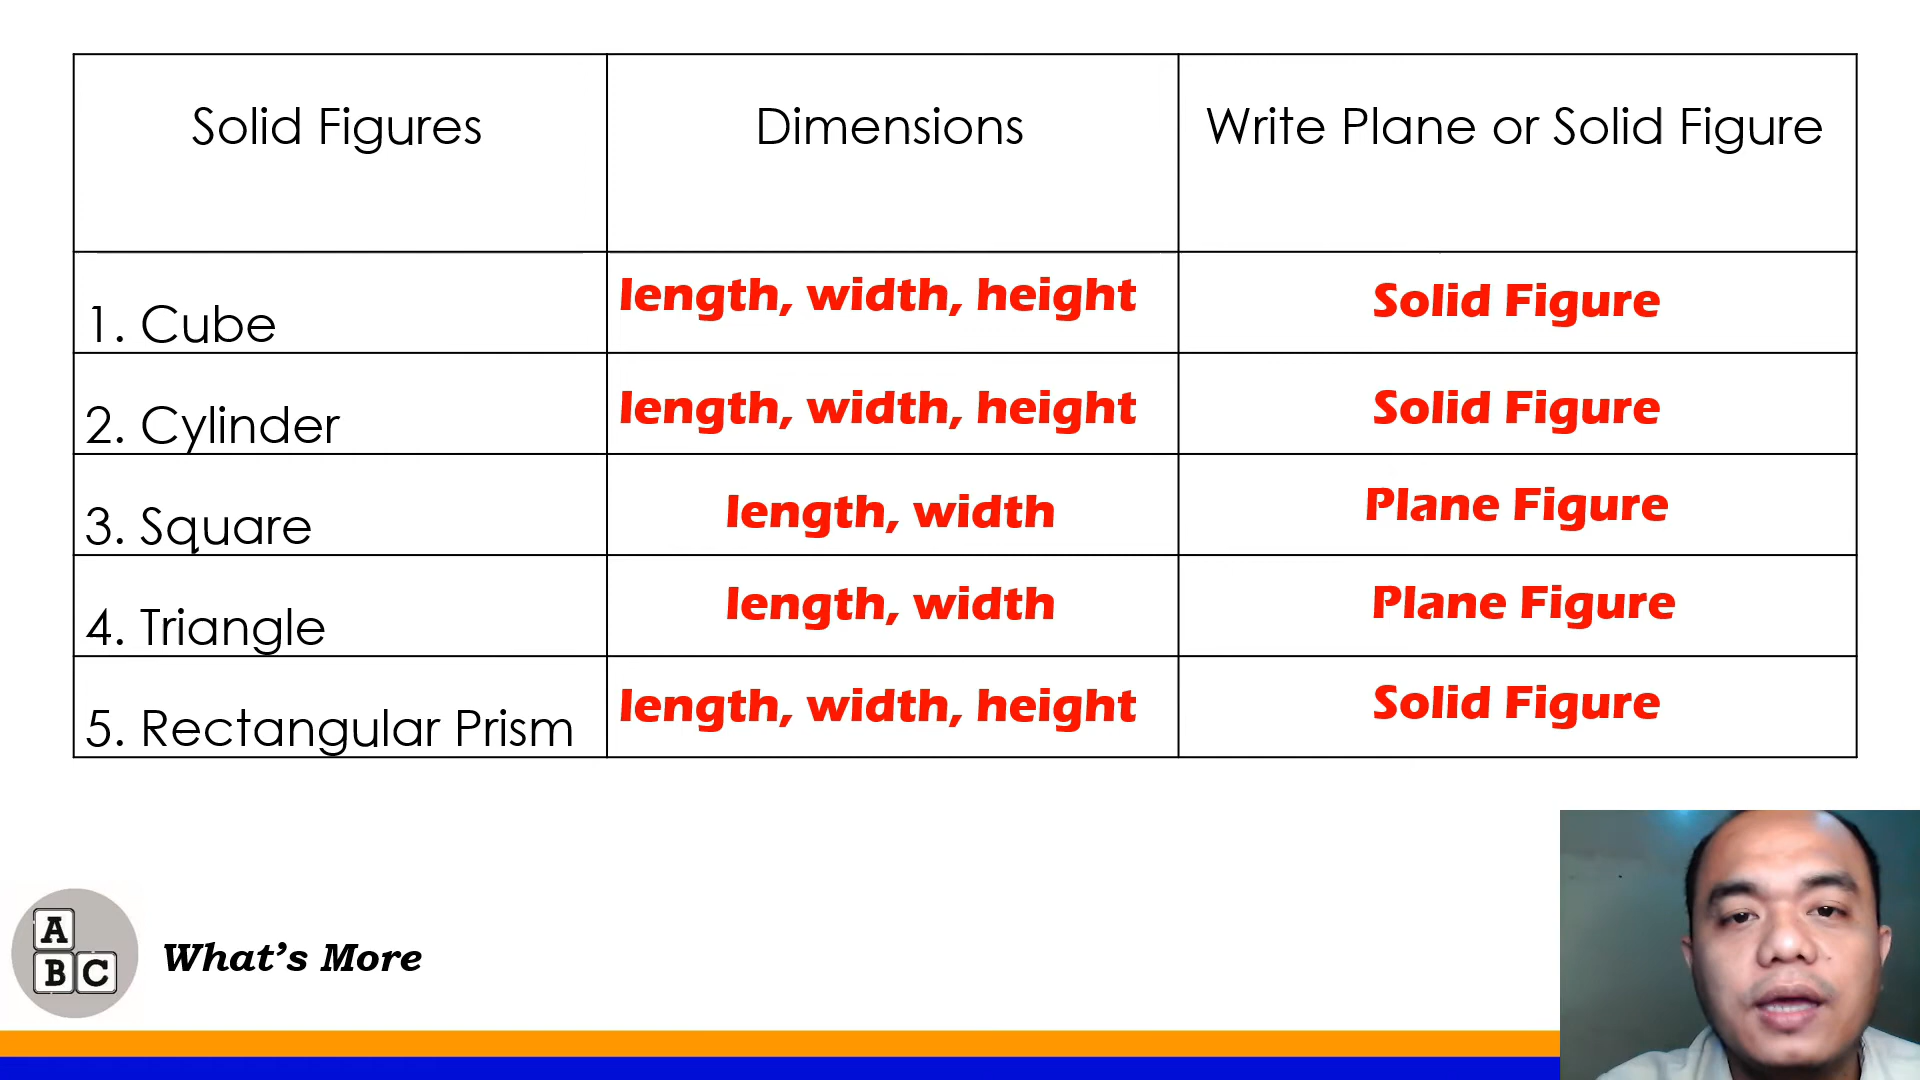 Solid Figures Dimensions Write Plane or Solid Figure
1. Cube length, width, height Solid Figure
2. Cylinder length, width, height Solid Figure
3. Square length, width Plane Figure
4. Triangle length, width Plane Figure
5. Rectangular Prism length, width, height Solid Figure
A
B C
What's More